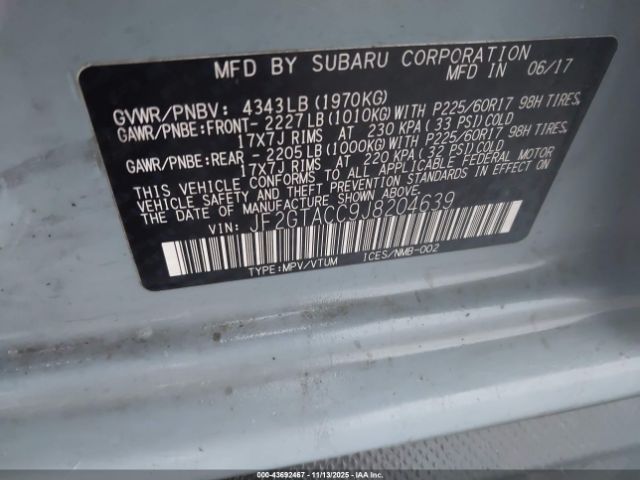 MFD BY SUBARU CORPORATION
MFD IN 06/17
GVWR/PNBV: 4343LB(1970KG)
GAWR/PNBE:FRONT-2227LB(1010KG)WITH P225/60R17 98H TIRES,
17X7J RIMS AT 230 KPA(33 PSI)COLD
GAWR/PNBE:REAR -2205LB(1000KG)WITH P225/60R17 98H TIRES,
17X7J RIMS AT 220 KPA(32 PSI)COLD
THIS VEHICLE CONFORMS TO ALL APPLICABLE FEDERAL MOTOR
VEHICLE SAFETY AND THEFT PREVENTION STANDARDS IN EFFECT ON THE
DATE OF MANUFACTURE SHOWN ABOVE.
VIN: JF2GTACC9J8204639
TYPE:MPV/VTUM ICES/NMB-002
000-43692467 - 11/13/2025 - IAAI.COM